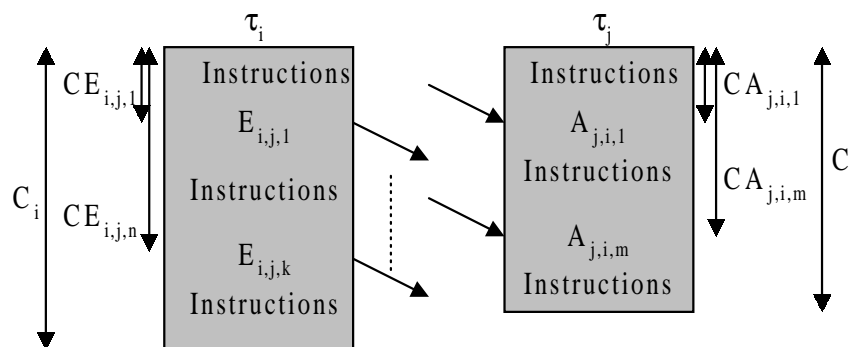 τi
τj
CEi,j,1
CEi,j,n
Ci
Instructions
Ei,j,1
Instructions
Ei,j,k
Instructions
Instructions
Aj,i,1
Instructions
Aj,i,m
Instructions
CAj,i,1
CAj,i,m
C